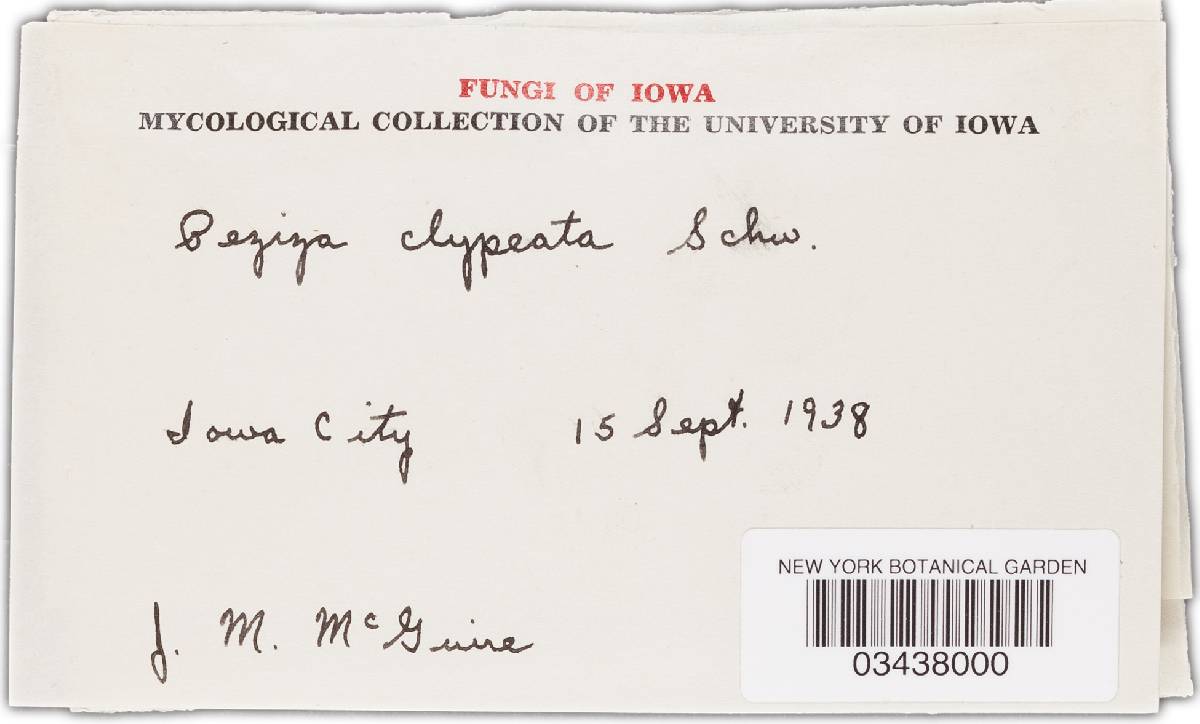 FUNGI OF IOWA
MYCOLOGICAL COLLECTION OF THE UNIVERSITY OF IOWA
Peziza clypeata Schw.
Iowa City 15 Sept. 1938
J. M. McGuire
NEW YORK BOTANICAL GARDEN
03438000